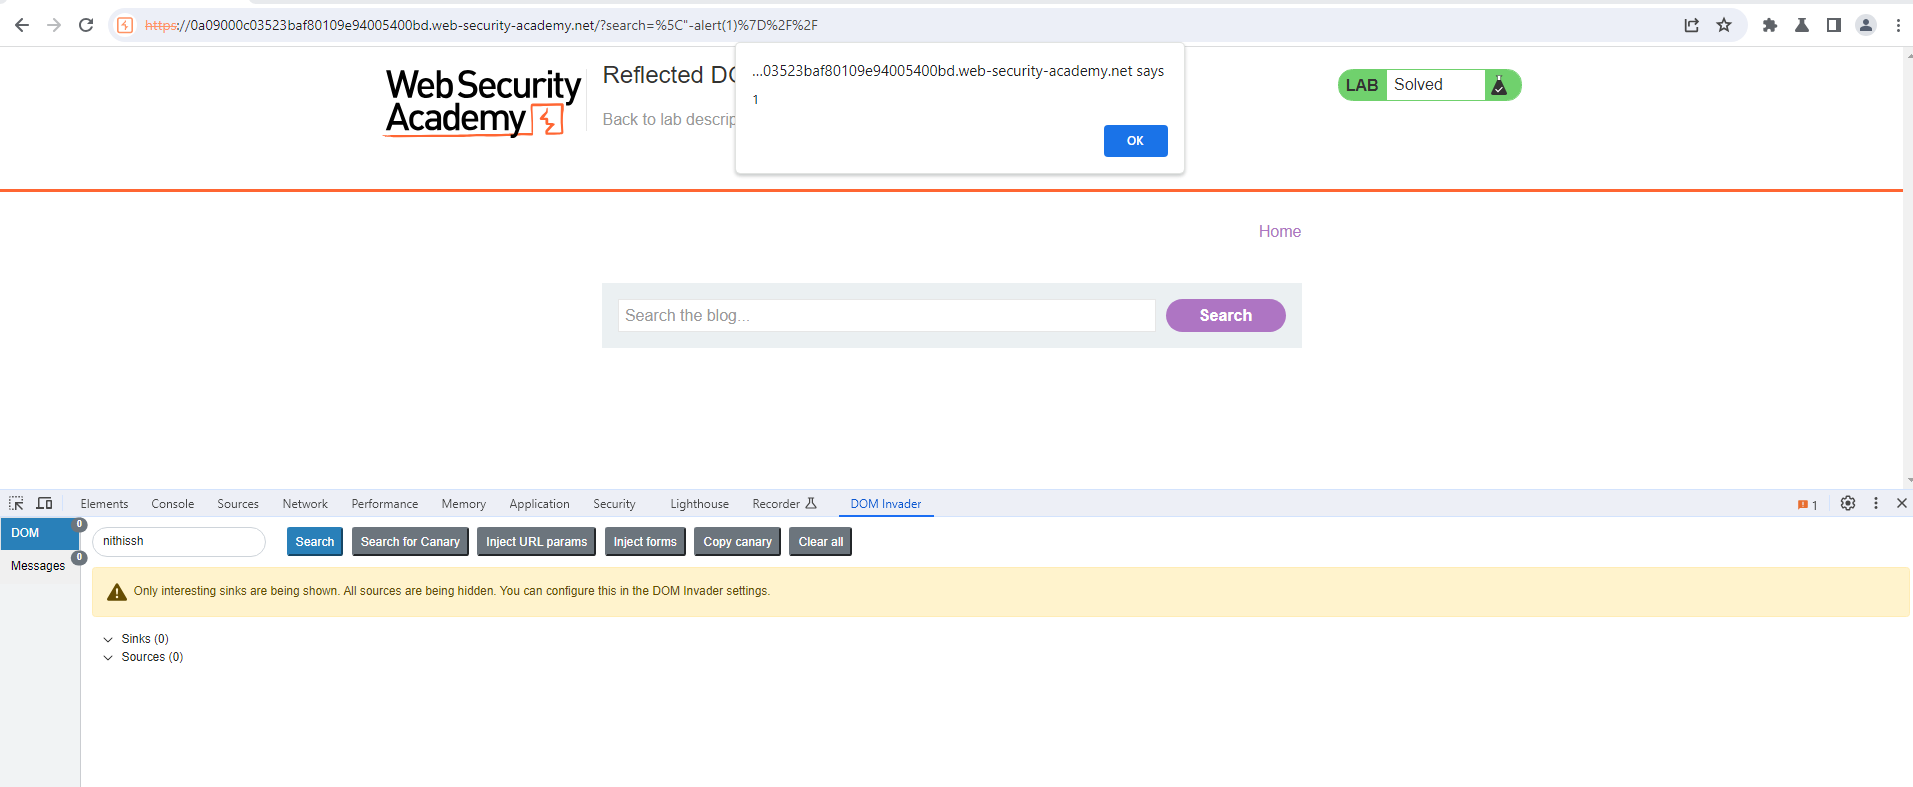 https://0a09000c03523baf80109e94005400bd.web-security-academy.net/?search=%5C"-alert(1)%7D%2F%2F
...03523baf80109e94005400bd.web-security-academy.net says
1
OK
WebSecurity
Academy
Reflected DO
Back to lab descrip
LAB Solved
Home
Search the blog... Search
Elements Console Sources Network Performance Memory Application Security Lighthouse Recorder DOM Invader 1
DOM 0
nithissh Search Search for Canary Inject URL params Inject forms Copy canary Clear all
Messages 0
Only interesting sinks are being shown. All sources are being hidden. You can configure this in the DOM Invader settings.
Sinks (0)
Sources (0)